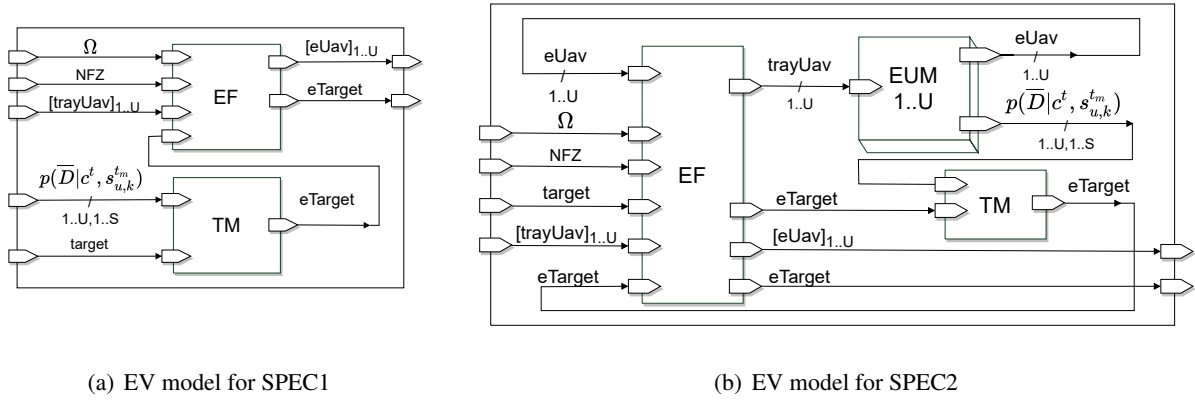 Ω
NFZ
[trayUav]1..U
EF
[eUav]1..U
eTarget
p(D̅|c^t, s_{u,k}^{t_m})
1..U,1..S
target
TM
eTarget
(a) EV model for SPEC1
eUav
1..U
Ω
NFZ
target
[trayUav]1..U
eTarget
EF
trayUav
1..U
EUM
1..U
eUav
1..U
p(D̅|c^t, s_{u,k}^{t_m})
1..U,1..S
eTarget
TM
eTarget
[eUav]1..U
eTarget
(b) EV model for SPEC2